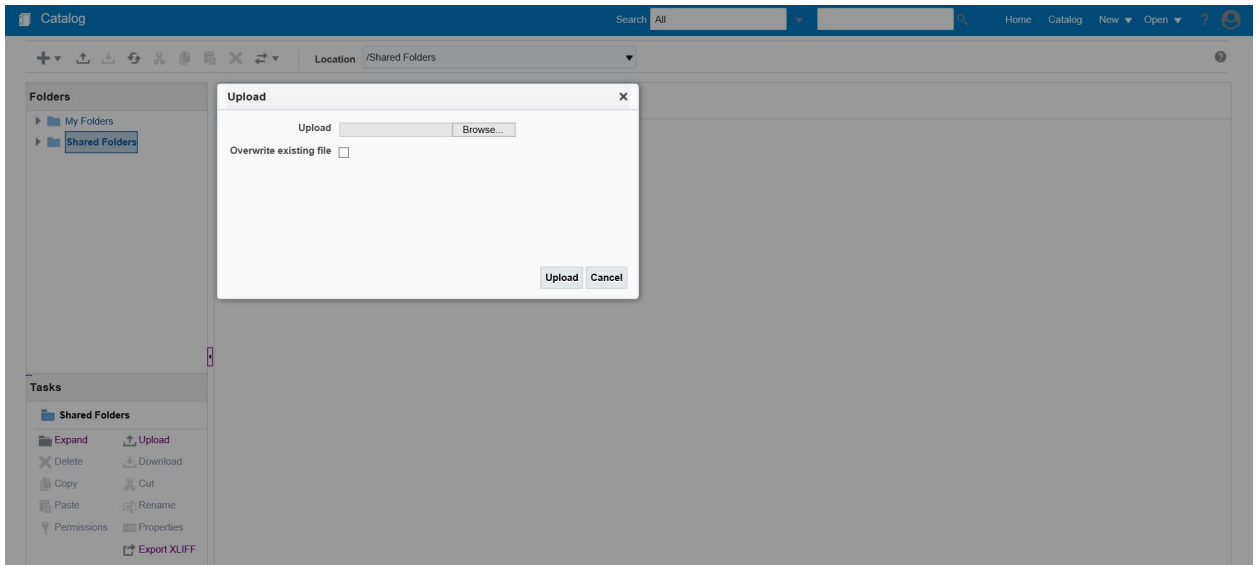 Catalog
Search All
Home Catalog New Open ?
Location /Shared Folders
?
Folders
My Folders
Shared Folders
Upload
Upload Browse...
Overwrite existing file
Upload Cancel
Tasks
Shared Folders
Expand Upload
Delete Download
Copy Cut
Paste Rename
Permissions Properties
Export XLIFF